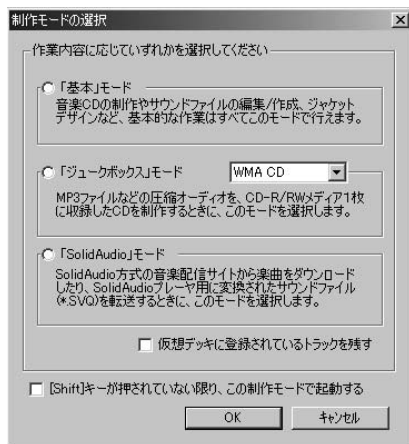 制作モードの選択
作業内容に応じていずれかを選択してください
「基本」モード
音楽CDの制作やサウンドファイルの編集/作成、ジャケット
デザインなど、基本的な作業はすべてこのモードで行えます。
「ジュークボックス」モード WMA CD
MP3ファイルなどの圧縮オーディオを、CD-R/RWメディア1枚
に収録したCDを制作するときに、このモードを選択します。
「SolidAudio」モード
SolidAudio方式の音楽配信サイトから楽曲をダウンロード
したり、SolidAudioプレーヤ用に変換されたサウンドファイル
(*.SVQ)を転送するときに、このモードを選択します。
仮想デッキに登録されているトラックを残す
[Shift]キーが押されていない限り、この制作モードで起動する
OK キャンセル